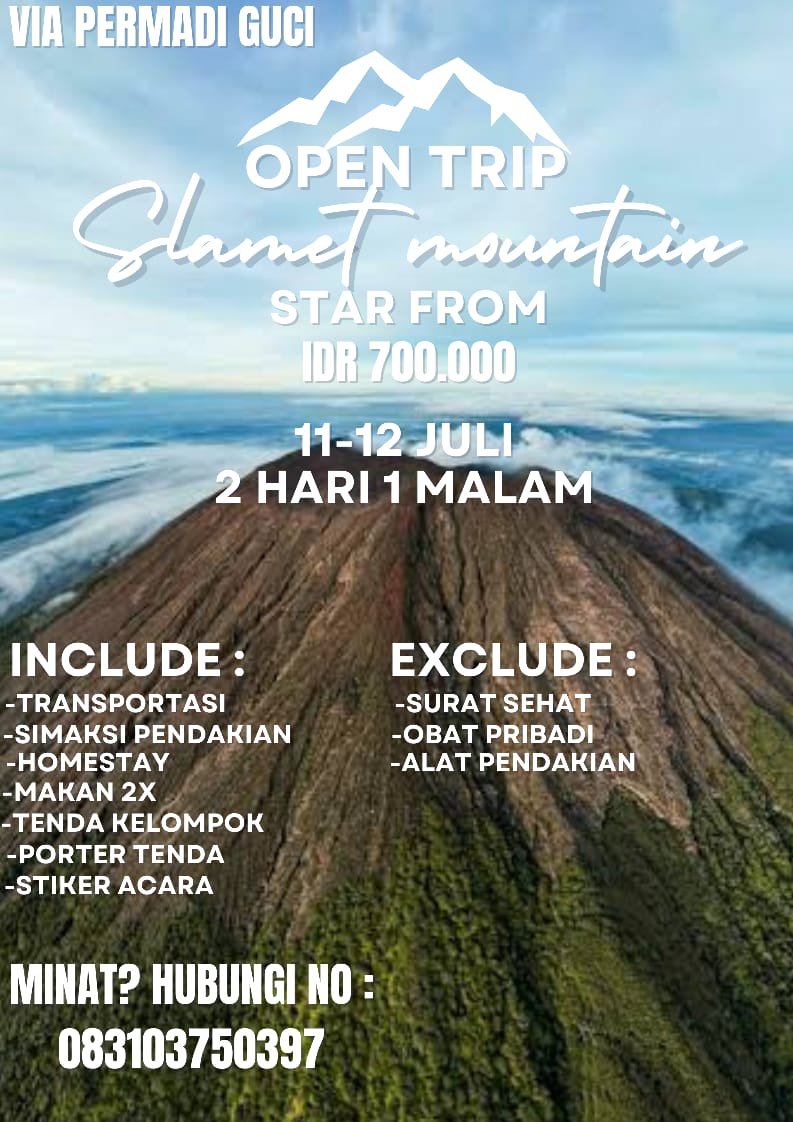 VIA PERMADI GUCI
OPEN TRIP
Slamet mountain
STAR FROM
IDR 700.000
11-12 JULI
2 HARI 1 MALAM
INCLUDE :
-TRANSPORTASI
-SIMAKSI PENDAKIAN
-HOMESTAY
-MAKAN 2X
-TENDA KELOMPOK
-PORTER TENDA
-STIKER ACARA
EXCLUDE :
-SURAT SEHAT
-OBAT PRIBADI
-ALAT PENDAKIAN
MINAT? HUBUNGI NO :
083103750397